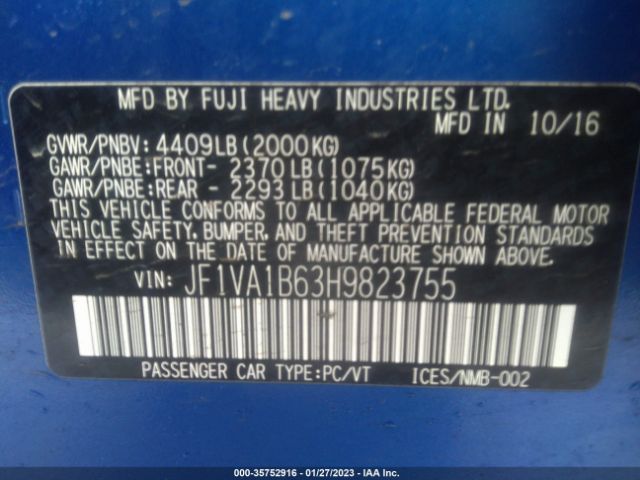 MFD BY FUJI HEAVY INDUSTRIES LTD.
MFD IN 10/16
GVWR/PNBV: 4409LB (2000KG)
GAWR/PNBE:FRONT- 2370 LB (1075KG)
GAWR/PNBE:REAR - 2293 LB (1040KG)
THIS VEHICLE CONFORMS TO ALL APPLICABLE FEDERAL MOTOR
VEHICLE SAFETY, BUMPER, AND THEFT PREVENTION STANDARDS
IN EFFECT ON THE DATE OF MANUFACTURE SHOWN ABOVE.
VIN: JF1VA1B63H9823755
PASSENGER CAR TYPE:PC/VT ICES/NMB-002
000-35752916 - 01/27/2023 - IAA Inc.